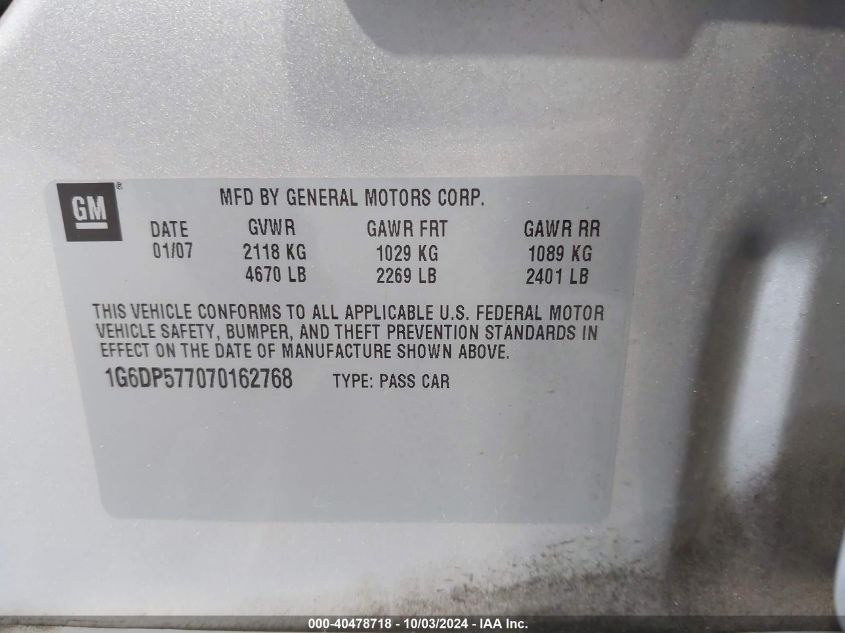 GM®
MFD BY GENERAL MOTORS CORP.
DATE GVWR GAWR FRT GAWR RR
01/07 2118 KG 1029 KG 1089 KG
4670 LB 2269 LB 2401 LB
THIS VEHICLE CONFORMS TO ALL APPLICABLE U.S. FEDERAL MOTOR
VEHICLE SAFETY, BUMPER, AND THEFT PREVENTION STANDARDS IN
EFFECT ON THE DATE OF MANUFACTURE SHOWN ABOVE.
1G6DP577070162768 TYPE: PASS CAR
000-40478718 - 10/03/2024 - IAA Inc.